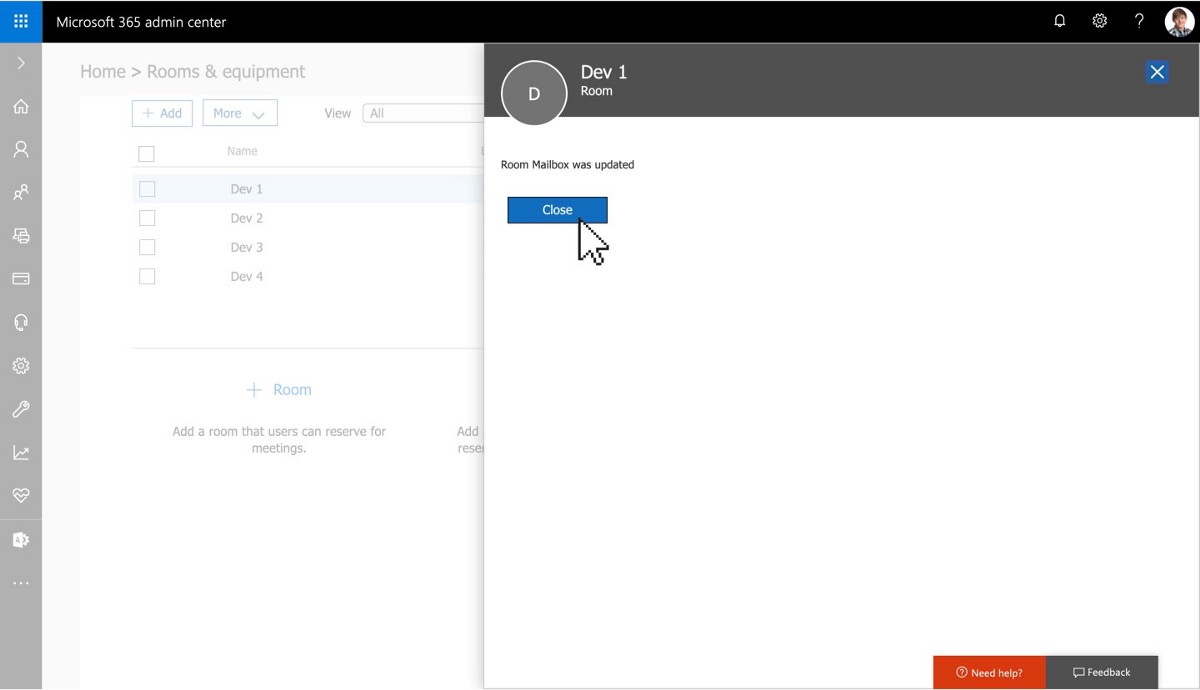 Microsoft 365 admin center
Home > Rooms & equipment
+ Add
More
View
All
Name
Dev 1
Dev 2
Dev 3
Dev 4
+ Room
Add a room that users can reserve for
meetings.
Add
D
Dev 1
Room
Room Mailbox was updated
Close
Need help?
Feedback